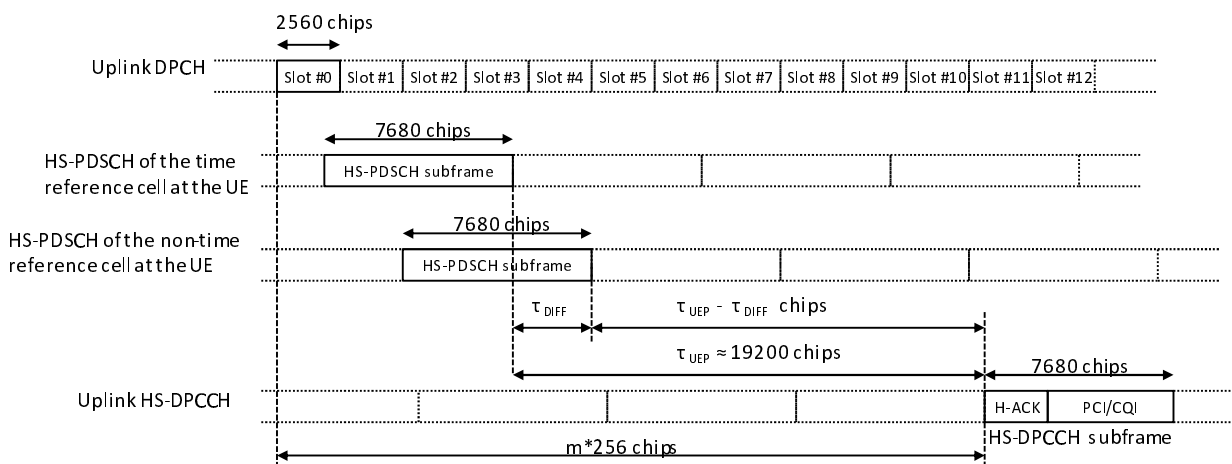 2560 chips
Uplink DPCH
Slot #0 Slot #1 Slot #2 Slot #3 Slot #4 Slot #5 Slot #6 Slot #7 Slot #8 Slot #9 Slot #10 Slot #11 Slot #12
7680 chips
HS-PDSCH of the time
reference cell at the UE
HS-PDSCH subframe
7680 chips
HS-PDSCH of the non-time
reference cell at the UE
HS-PDSCH subframe
τ DIFF
τ UEP - τ DIFF chips
τ UEP ≈ 19200 chips
7680 chips
Uplink HS-DPCCH
H-ACK PCI/CQI
HS-DPCCH subframe
m*256 chips